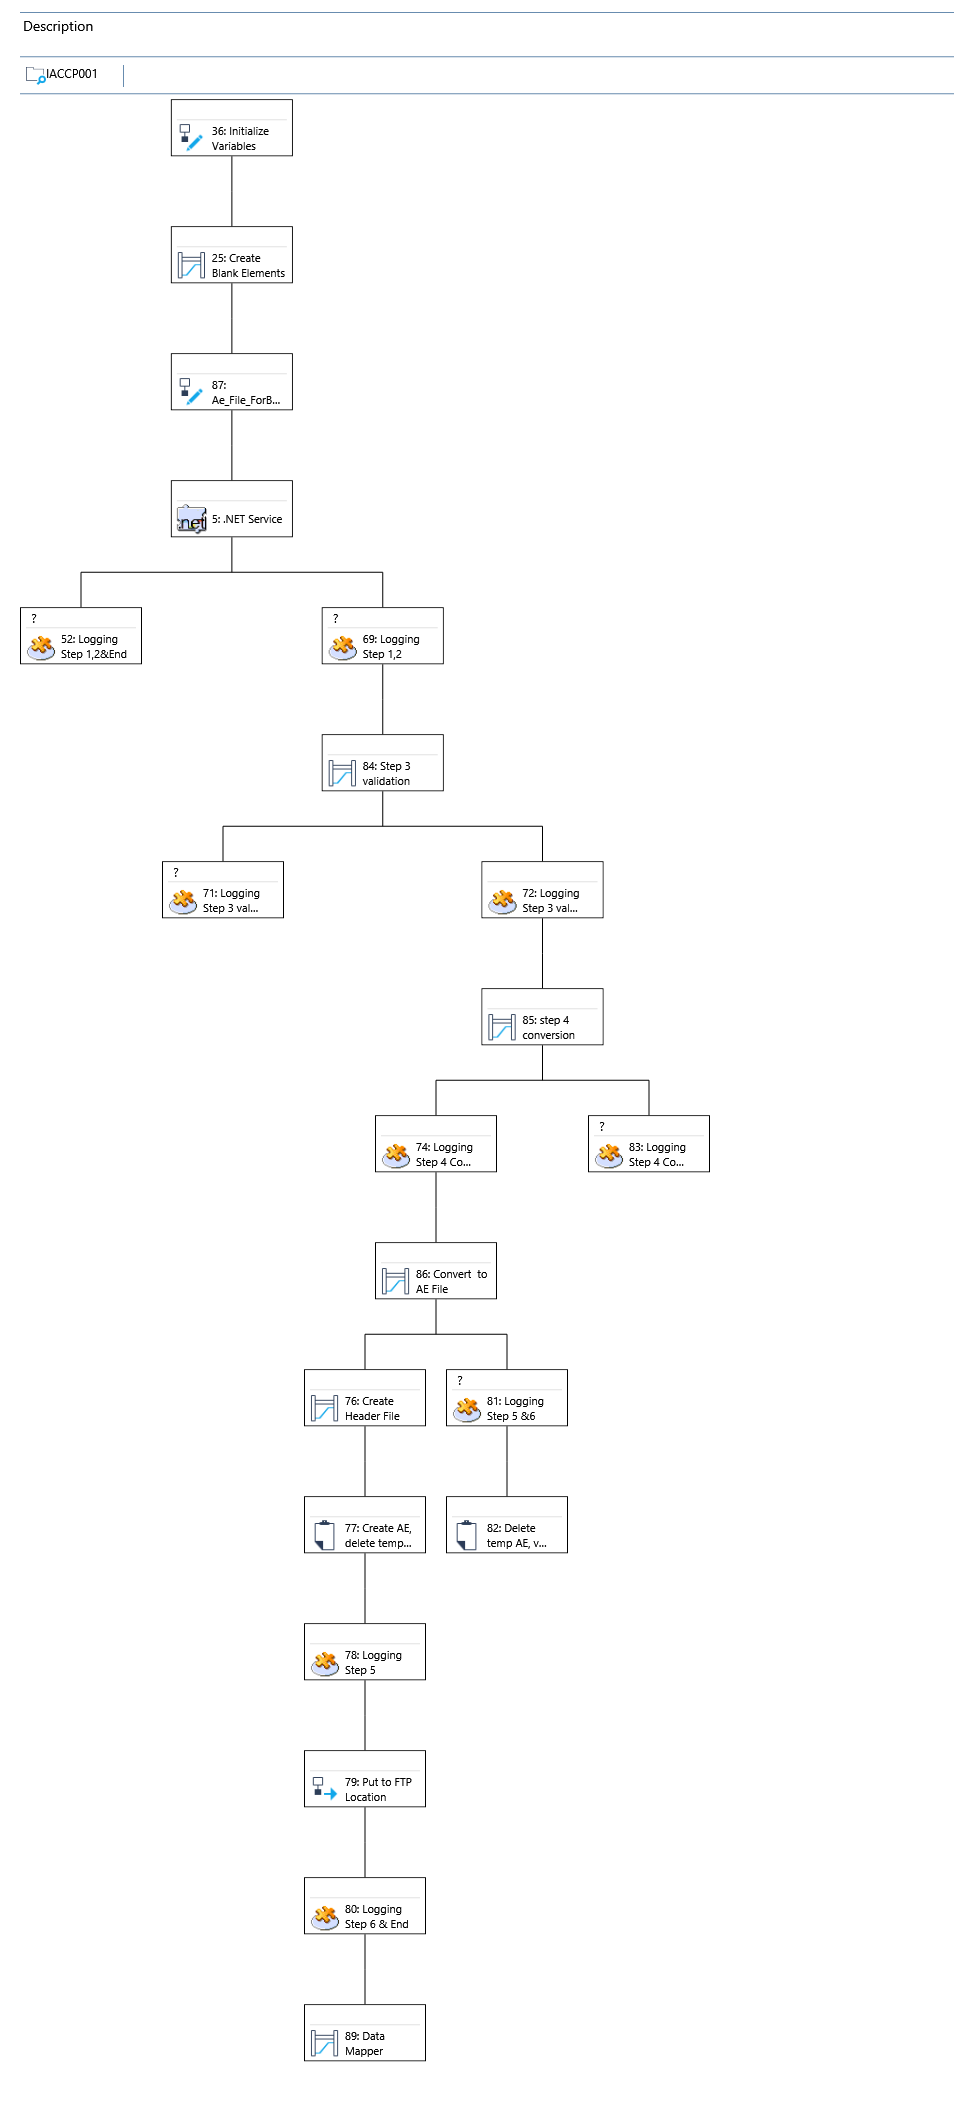 Description
IACCP001
36: Initialize
Variables
25: Create
Blank Elements
87:
Ae_File_ForB...
.net
5: .NET Service
?
52: Logging
Step 1,2&End
?
69: Logging
Step 1,2
84: Step 3
validation
?
71: Logging
Step 3 val...
72: Logging
Step 3 val...
85: step 4
conversion
74: Logging
Step 4 Co...
?
83: Logging
Step 4 Co...
86: Convert  to
AE File
76: Create
Header File
?
81: Logging
Step 5 &6
77: Create AE,
delete temp...
82: Delete
temp AE, v...
78: Logging
Step 5
79: Put to FTP
Location
80: Logging
Step 6 & End
89: Data
Mapper